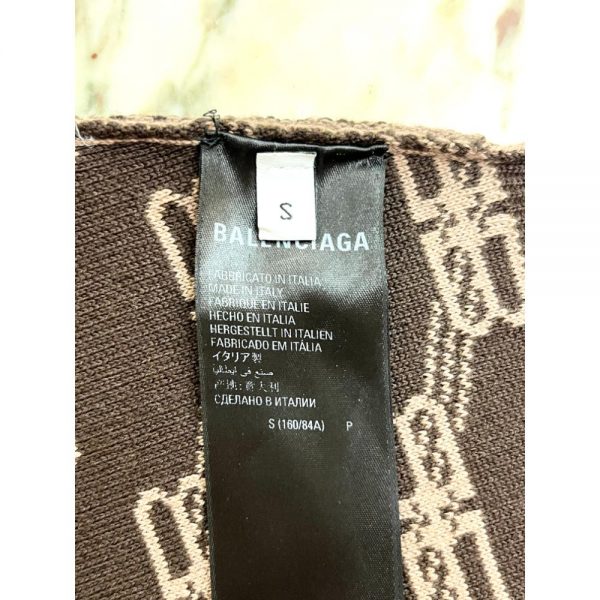 S
BALENCIAGA
FABBRICATO IN ITALIA
MADE IN ITALY
FABRIQUÉ EN ITALIE
HECHO EN ITALIA
HERGESTELLT IN ITALIEN
FABRICADO EM ITÁLIA
イタリア製
صنع في ايطاليا
产地:意大利
СДЕЛАНО В ИТАЛИИ
S (160/84A) P